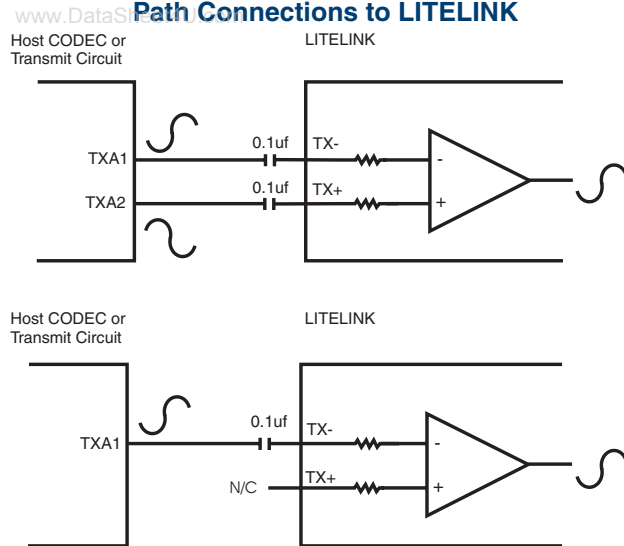 www.DataSheet4U.com
Path Connections to LITELINK
Host CODEC or
Transmit Circuit
LITELINK
TXA1
0.1uf
TX-
-
TXA2
0.1uf
TX+
+
Host CODEC or
Transmit Circuit
LITELINK
TXA1
0.1uf
TX-
-
N/C
TX+
+